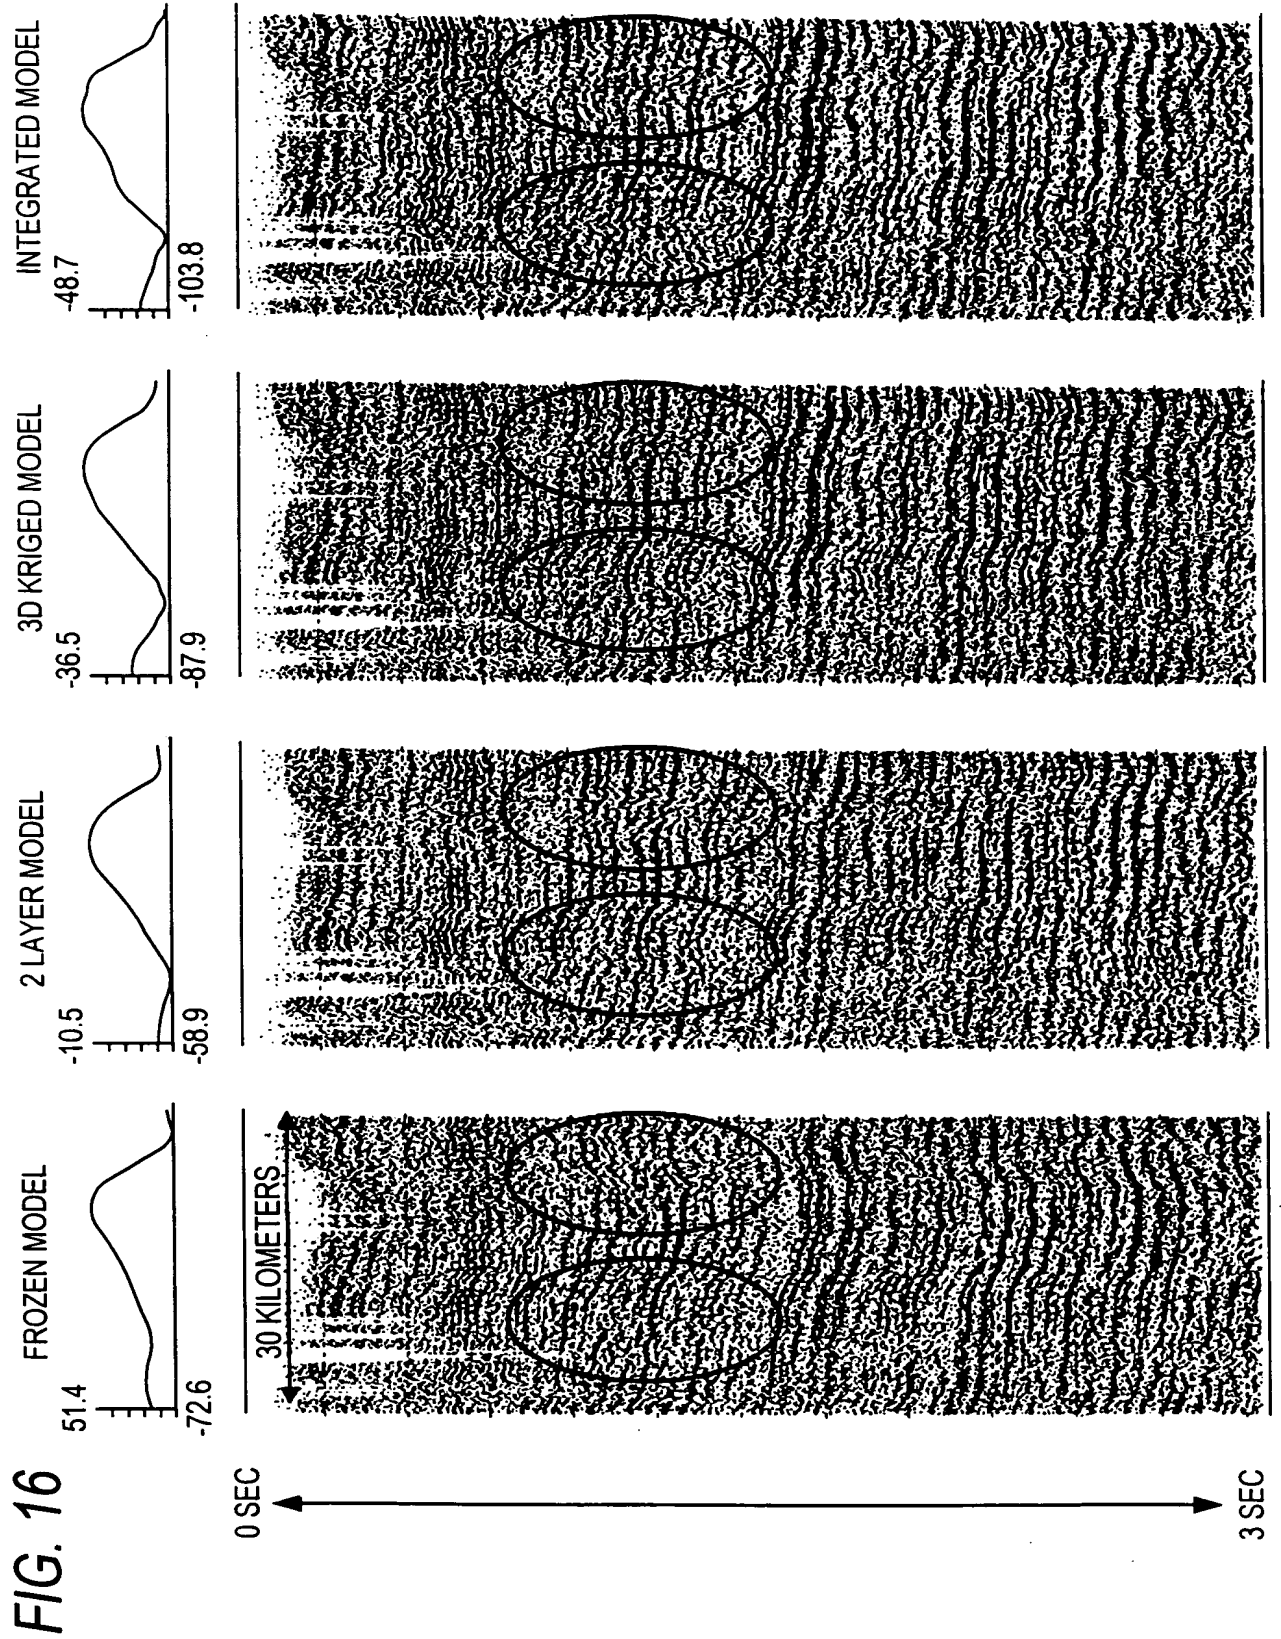 FIG. 16
FROZEN MODEL
51.4
-72.6
2 LAYER MODEL
-10.5
-58.9
3D KRIGED MODEL
-36.5
-87.9
INTEGRATED MODEL
-48.7
-103.8
30 KILOMETERS
0 SEC
3 SEC